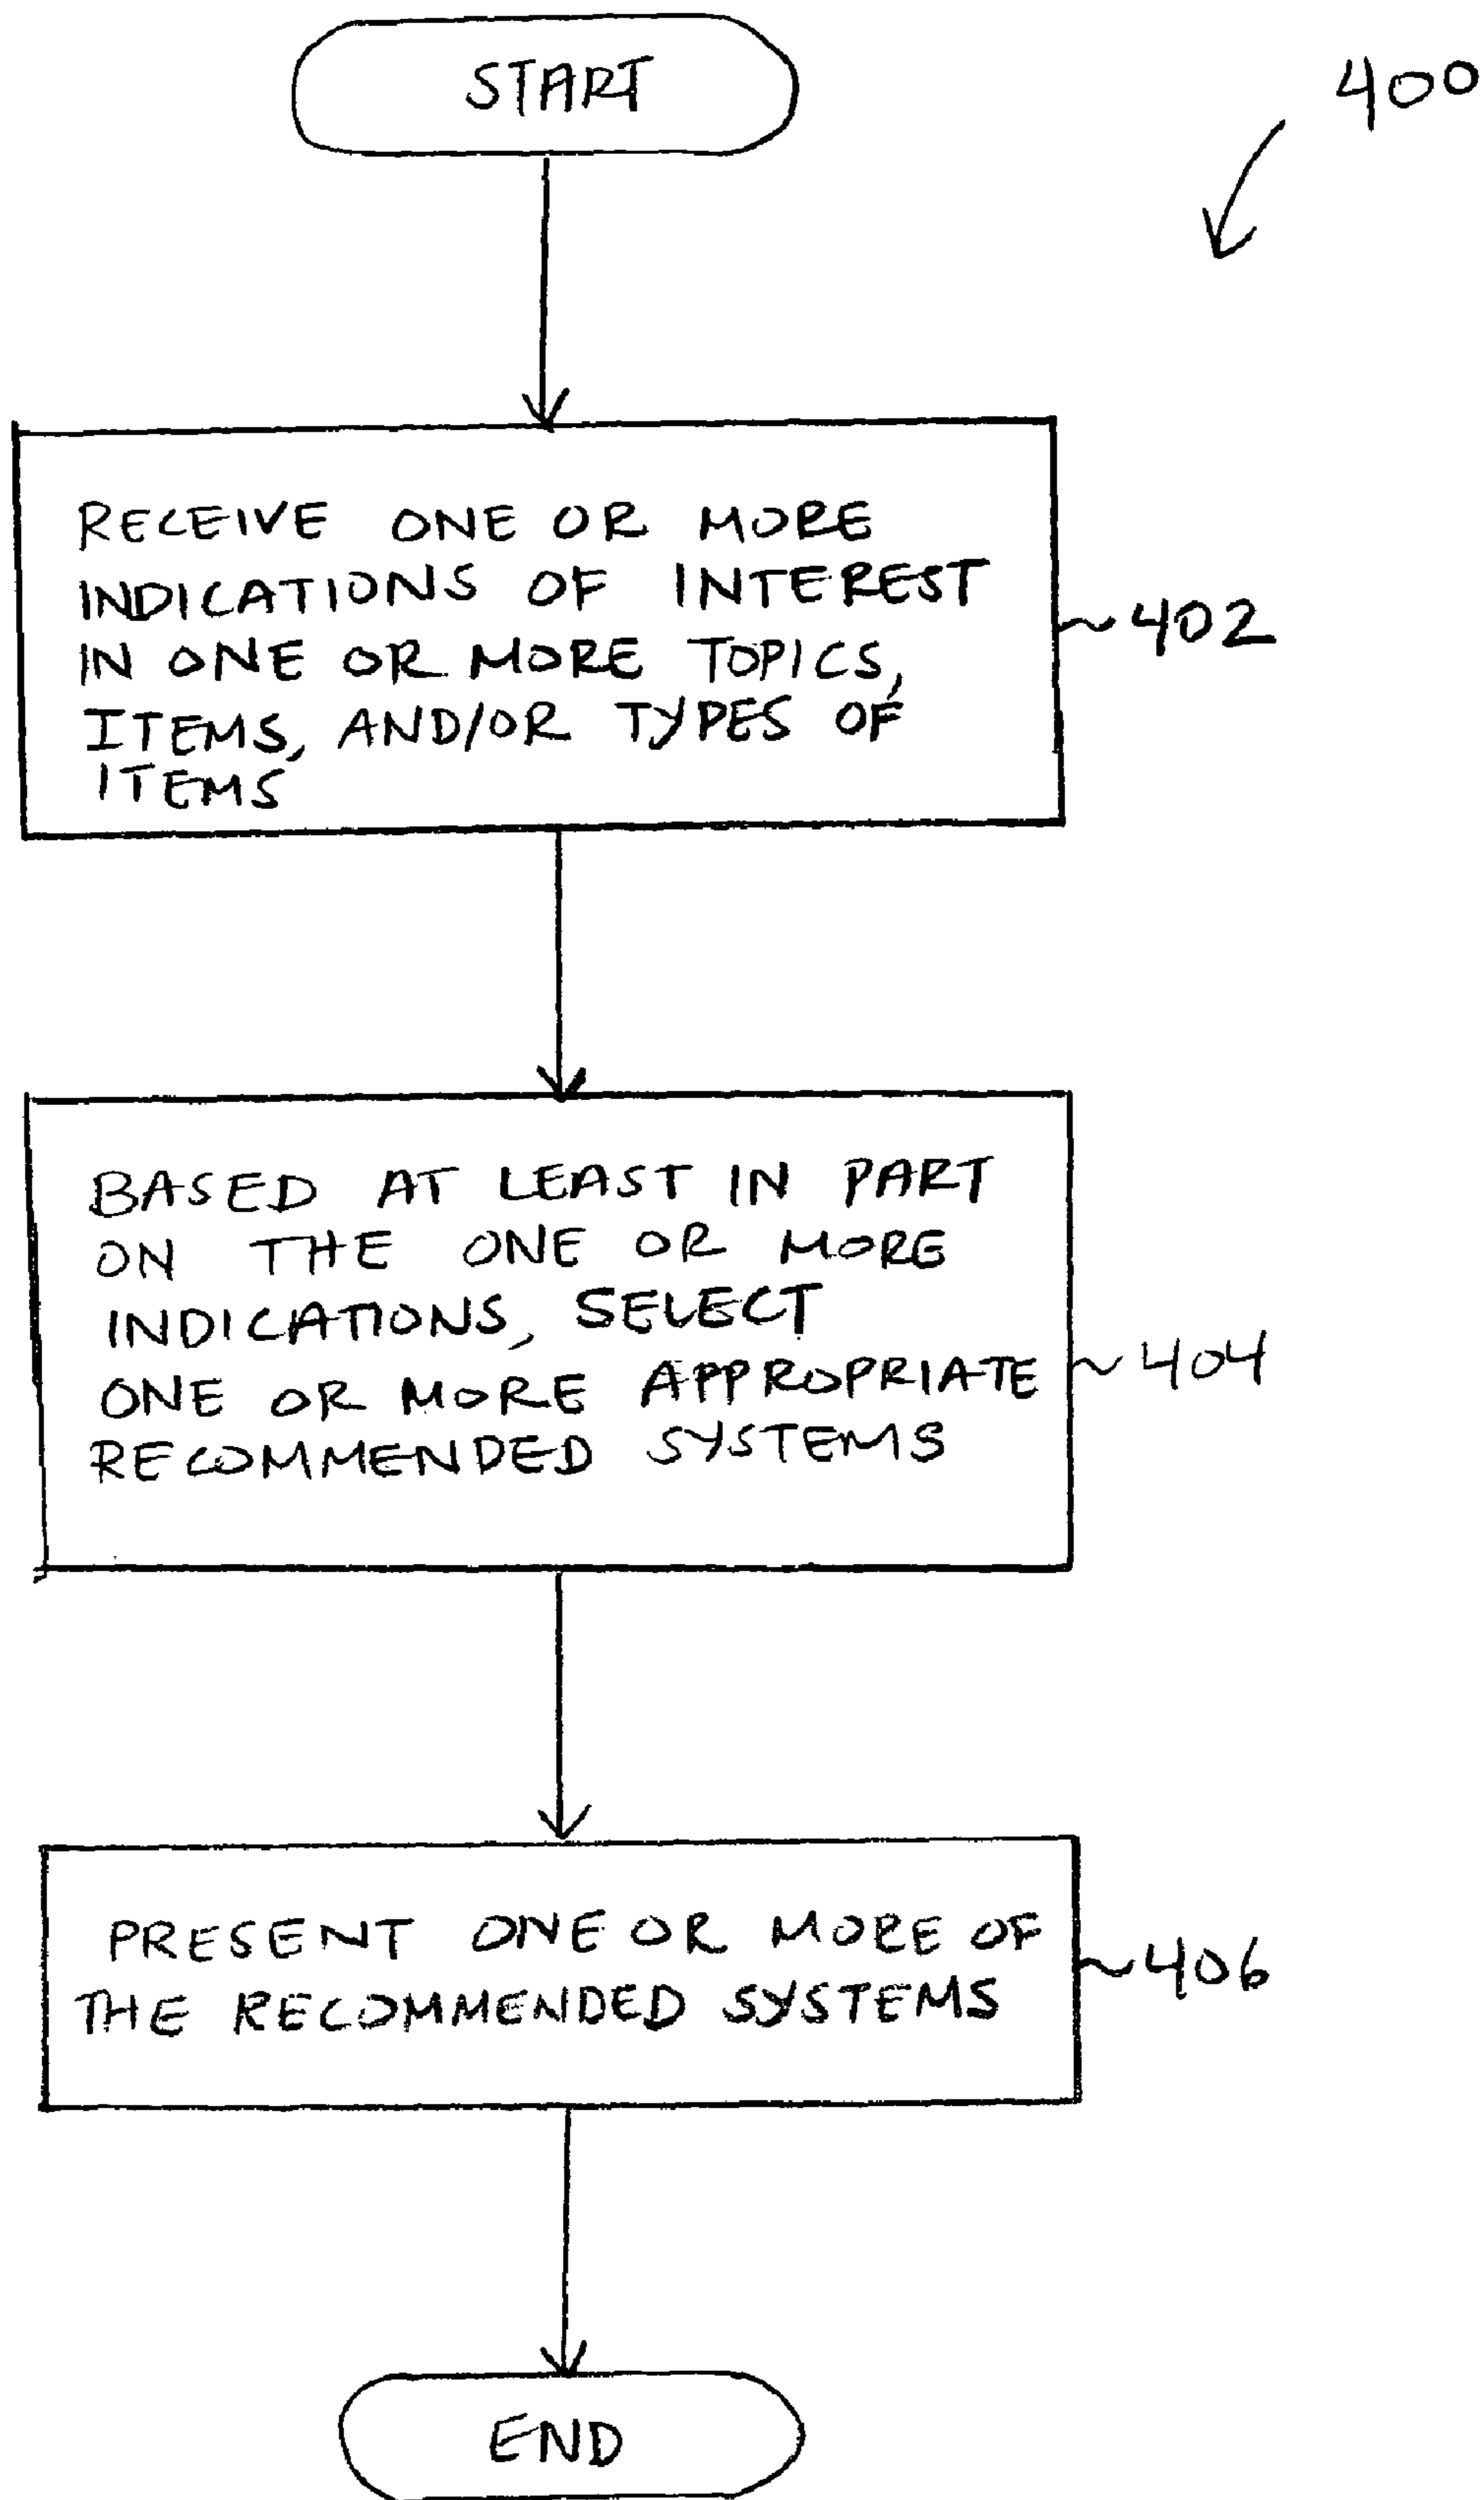 START
400
RECEIVE ONE OR MORE
INDICATIONS OF INTEREST
IN ONE OR MORE TOPICS,
ITEMS, AND/OR TYPES OF
ITEMS
~402
BASED AT LEAST IN PART
ON THE ONE OR MORE
INDICATIONS, SELECT
ONE OR MORE APPROPRIATE
RECOMMENDED SYSTEMS
~404
PRESENT ONE OR MORE OF
THE RECOMMENDED SYSTEMS
~406
END